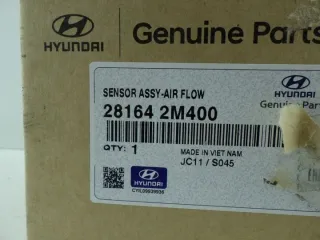 HYUNDAI
Genuine Parts
SENSOR ASSY-AIR FLOW
28164 2M400
HYUNDAI
Genuine Par
QTY: 1
MADE IN VIET NAM
JC11 / S045
HYUNDAI